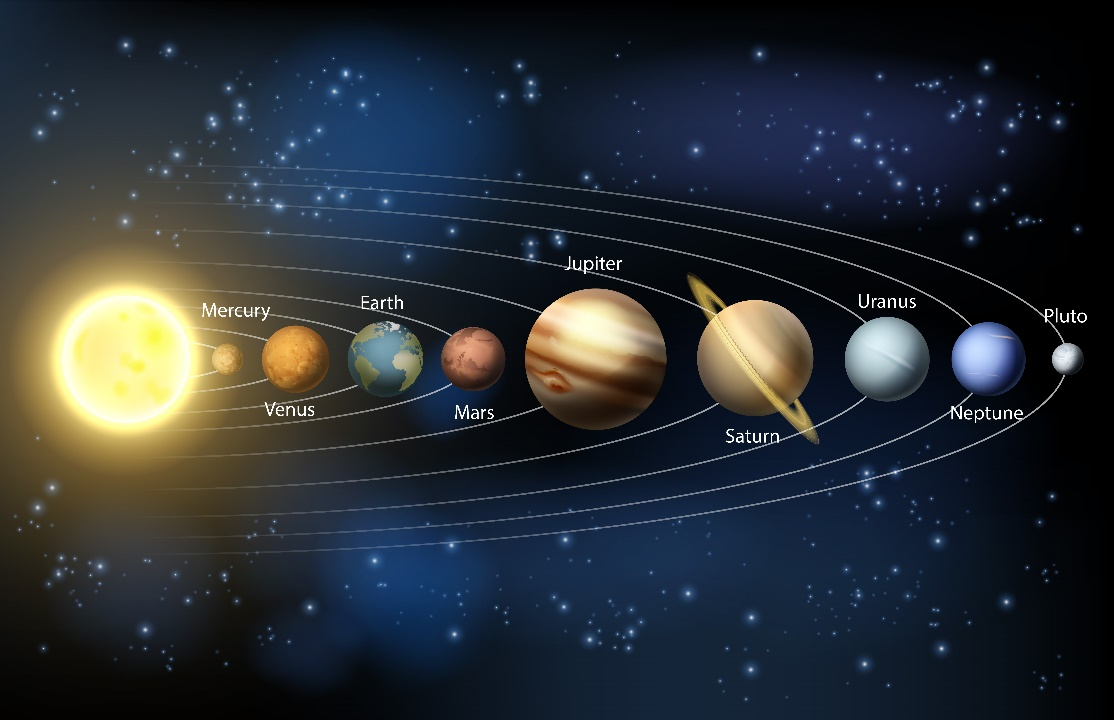 Mercury
Venus
Earth
Mars
Jupiter
Saturn
Uranus
Neptune
Pluto